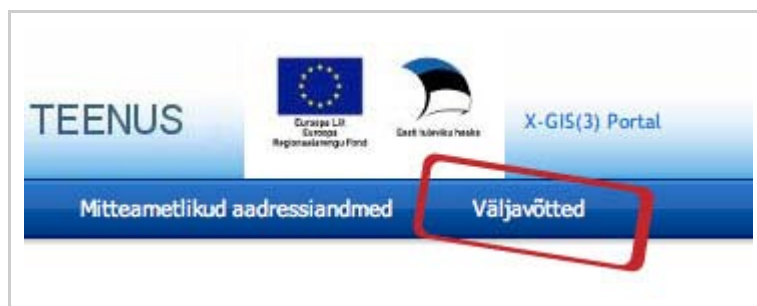 TEENUS
Euroopa Liit
Euroopa
Regionaalarengu Fond
Eesti tuleviku heaks
X-GIS(3) Portal
Mitteametlikud aadressiandmed
Väljavõtted